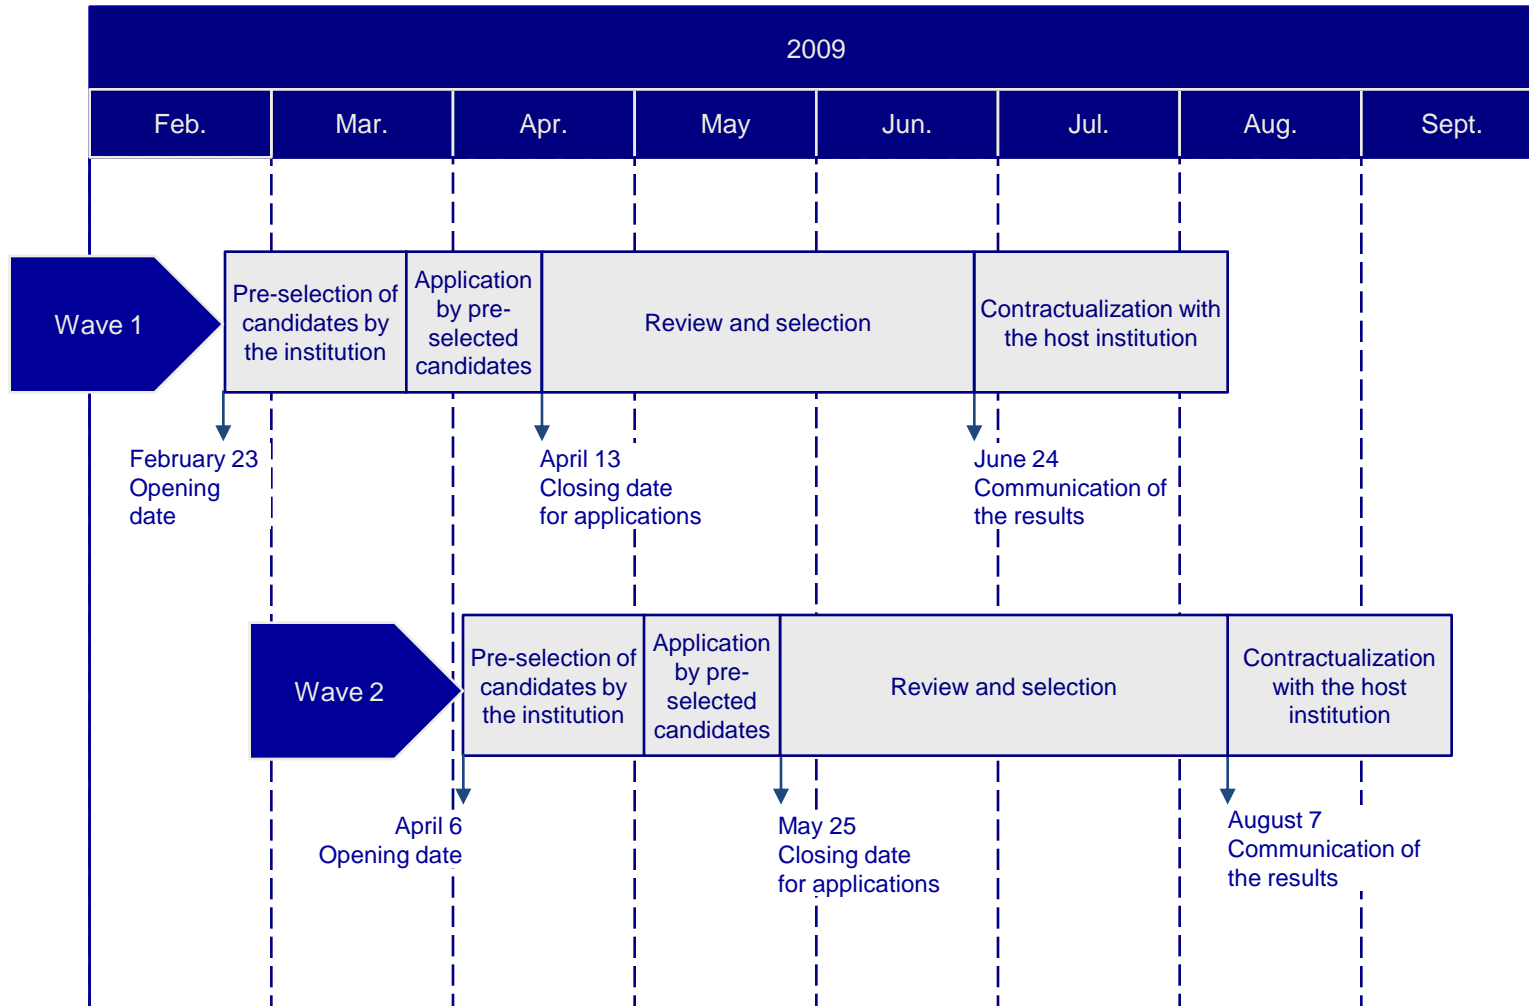 2009
Feb.
Mar.
Apr.
May
Jun.
Jul.
Aug.
Sept.
Wave 1
Pre-selection of
candidates by
the institution
Application
by pre-
selected
candidates
Review and selection
Contractualization with
the host institution
February 23
Opening
date
April 13
Closing date
for applications
June 24
Communication of
the results
Wave 2
Pre-selection of
candidates by
the institution
Application
by pre-
selected
candidates
Review and selection
Contractualization
with the host
institution
April 6
Opening date
May 25
Closing date
for applications
August 7
Communication of
the results